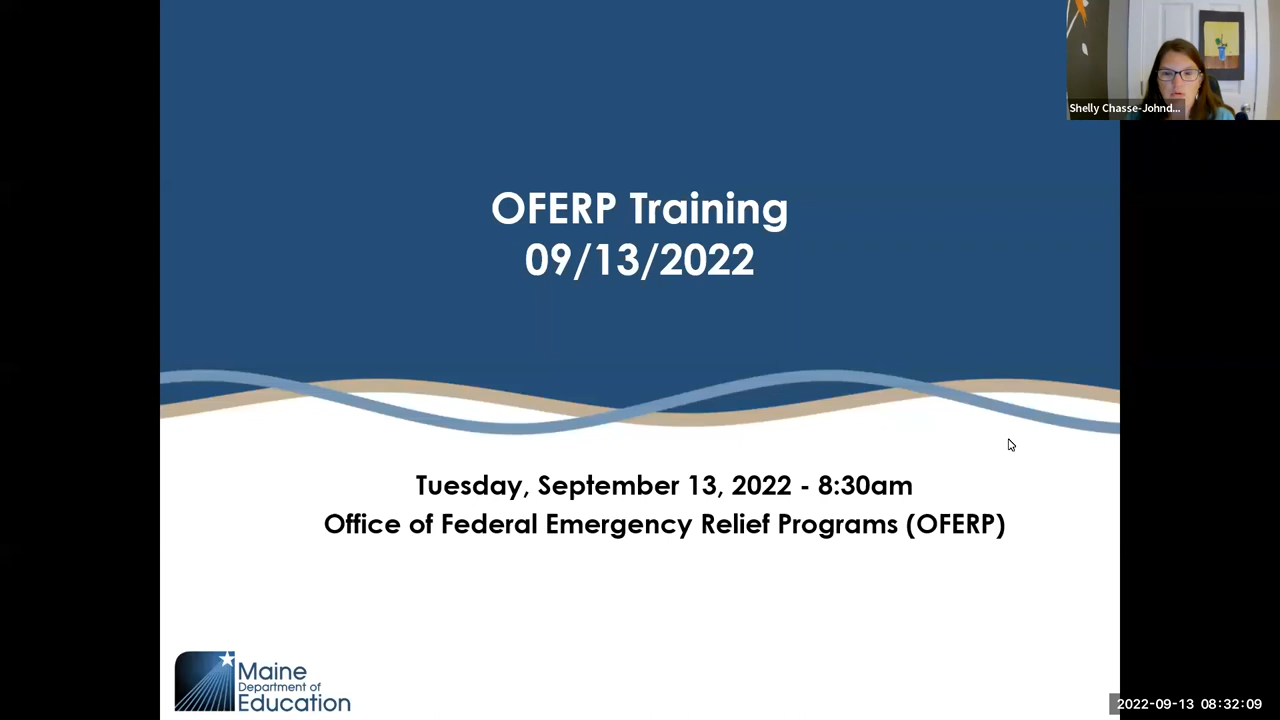 Shelly Chasse-Johnd...
OFERP Training
09/13/2022
Tuesday, September 13, 2022 - 8:30am
Office of Federal Emergency Relief Programs (OFERP)
Maine
Department of
Education
2022-09-13 08:32:09